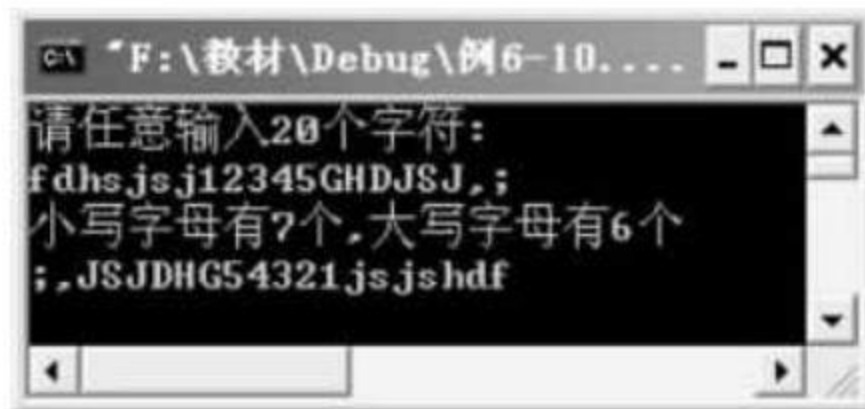 "F:\教材\Debug\例6-10....
请任意输入20个字符:
fdhsjsj12345GHDJSJ,;
小写字母有7个,大写字母有6个
;,JSJDHG54321jsjshdf